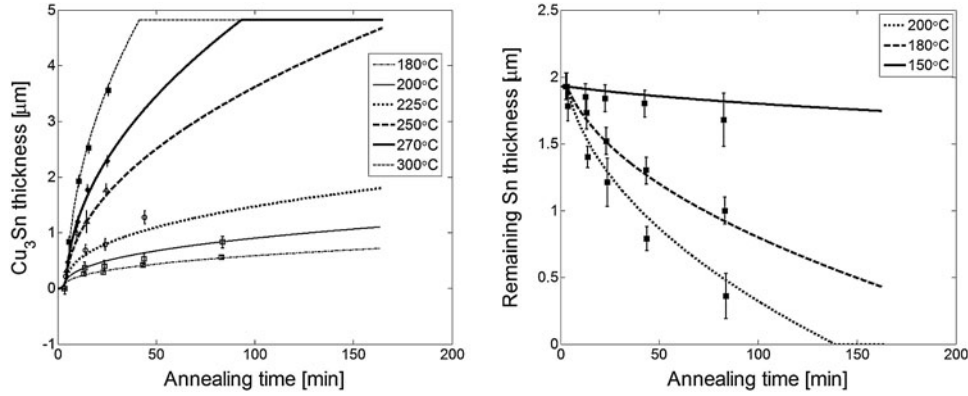 5
4
3
2
1
0
-1
0
50
100
150
200
Cu₃Sn thickness [μm]
Annealing time [min]
180°C
200°C
225°C
250°C
270°C
300°C
2.5
2
1.5
1
0.5
0
0
50
100
150
200
Remaining Sn thickness [μm]
Annealing time [min]
200°C
180°C
150°C